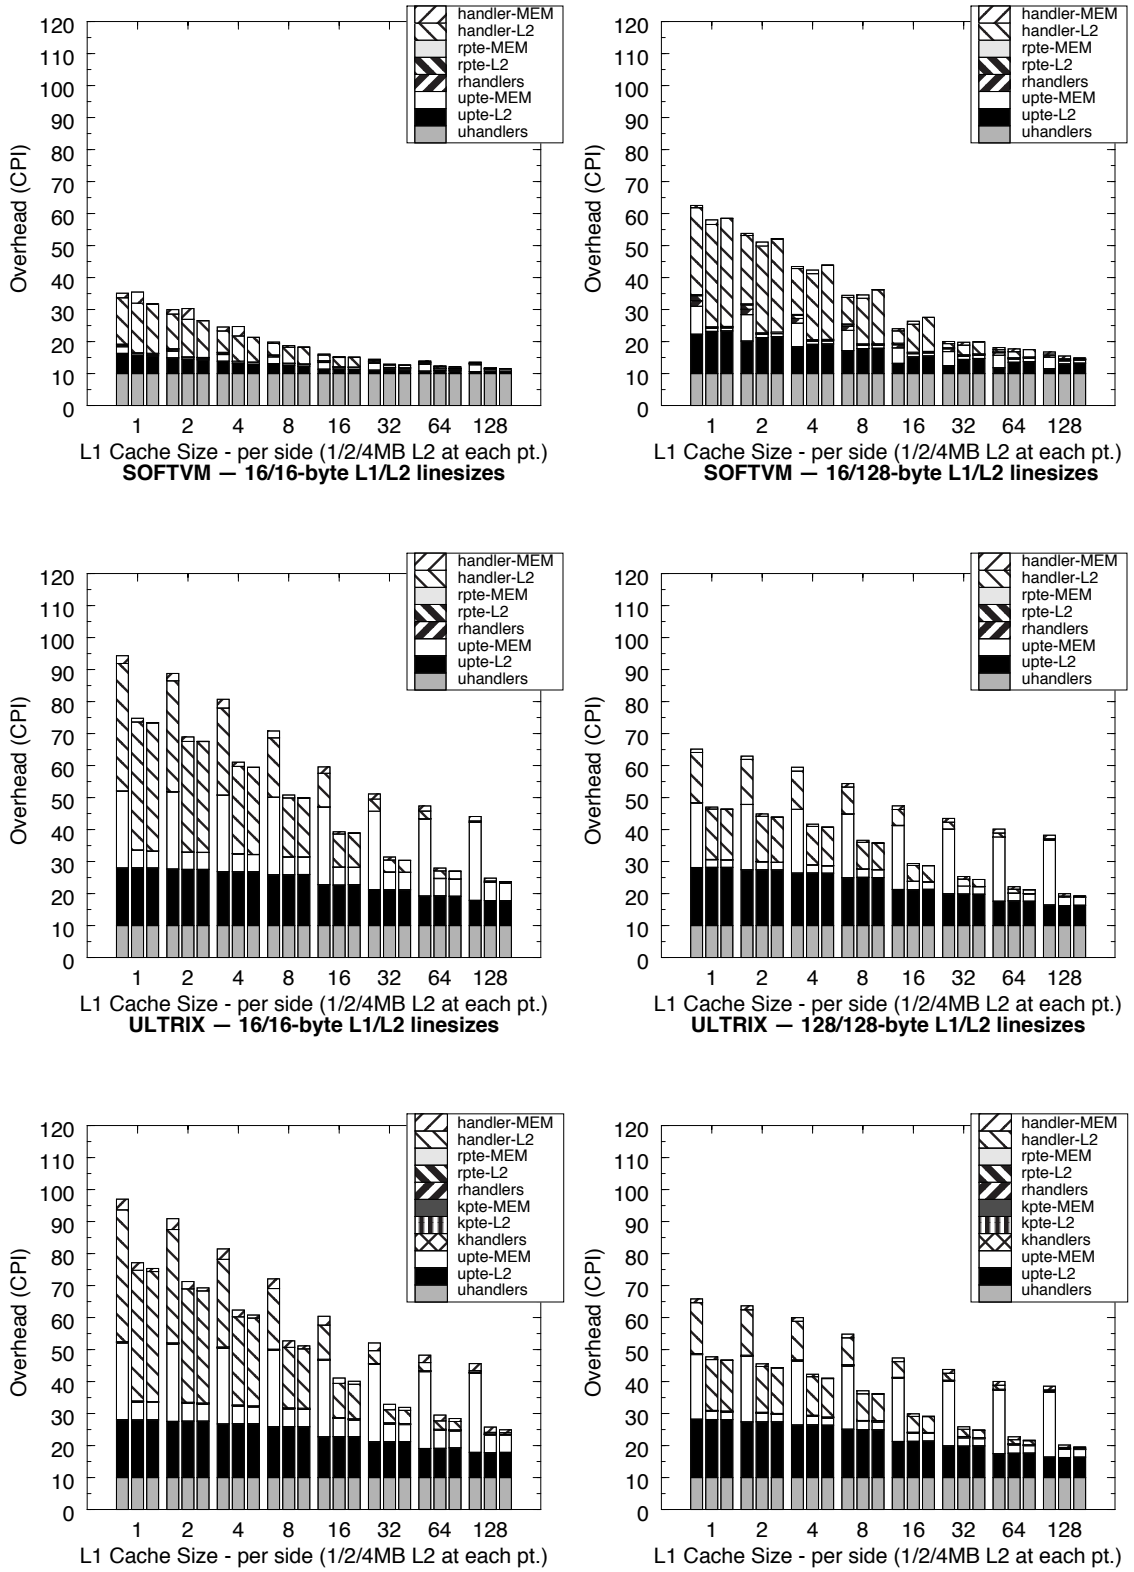 120
110
100
90
80
70
60
50
40
30
20
10
0
Overhead (CPI)
handler-MEM
handler-L2
rpte-MEM
rpte-L2
rhandlers
upte-MEM
upte-L2
uhandlers
1 2 4 8 16 32 64 128
L1 Cache Size - per side (1/2/4MB L2 at each pt.)
SOFTVM — 16/16-byte L1/L2 linesizes
120
110
100
90
80
70
60
50
40
30
20
10
0
Overhead (CPI)
handler-MEM
handler-L2
rpte-MEM
rpte-L2
rhandlers
upte-MEM
upte-L2
uhandlers
1 2 4 8 16 32 64 128
L1 Cache Size - per side (1/2/4MB L2 at each pt.)
SOFTVM — 16/128-byte L1/L2 linesizes
120
110
100
90
80
70
60
50
40
30
20
10
0
Overhead (CPI)
handler-MEM
handler-L2
rpte-MEM
rpte-L2
rhandlers
upte-MEM
upte-L2
uhandlers
1 2 4 8 16 32 64 128
L1 Cache Size - per side (1/2/4MB L2 at each pt.)
ULTRIX — 16/16-byte L1/L2 linesizes
120
110
100
90
80
70
60
50
40
30
20
10
0
Overhead (CPI)
handler-MEM
handler-L2
rpte-MEM
rpte-L2
rhandlers
upte-MEM
upte-L2
uhandlers
1 2 4 8 16 32 64 128
L1 Cache Size - per side (1/2/4MB L2 at each pt.)
ULTRIX — 128/128-byte L1/L2 linesizes
120
110
100
90
80
70
60
50
40
30
20
10
0
Overhead (CPI)
handler-MEM
handler-L2
rpte-MEM
rpte-L2
rhandlers
kpte-MEM
kpte-L2
khandlers
upte-MEM
upte-L2
uhandlers
1 2 4 8 16 32 64 128
L1 Cache Size - per side (1/2/4MB L2 at each pt.)
120
110
100
90
80
70
60
50
40
30
20
10
0
Overhead (CPI)
handler-MEM
handler-L2
rpte-MEM
rpte-L2
rhandlers
kpte-MEM
kpte-L2
khandlers
upte-MEM
upte-L2
uhandlers
1 2 4 8 16 32 64 128
L1 Cache Size - per side (1/2/4MB L2 at each pt.)